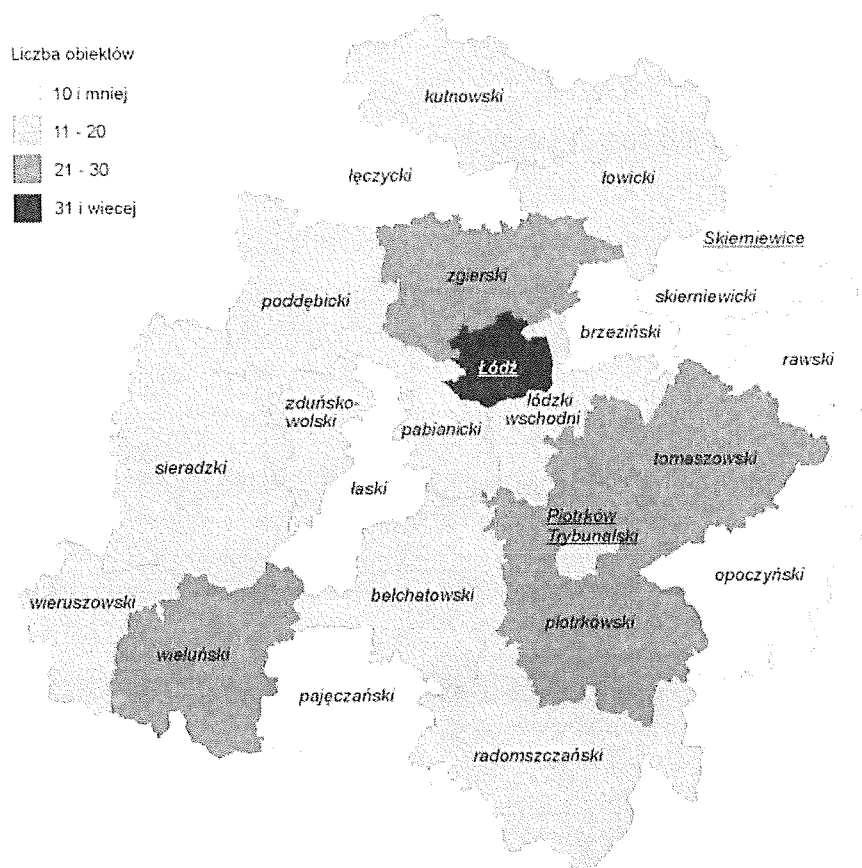 Liczba obiektów
10 i mniej
11 - 20
21 - 30
31 i wiecej
kutnowski
łęczycki
łowicki
Skierniewice
zgierski
skierniewicki
poddębicki
brzeziński
rawski
Łódź
zduńsko-
wolski
łódzki
wschodni
pabianicki
tomaszowski
sieradzki
łaski
Piotrków
Trybunalski
opoczyński
wieruszowski
bełchatowski
piotrkowski
wieluński
pajęczański
radomszczański